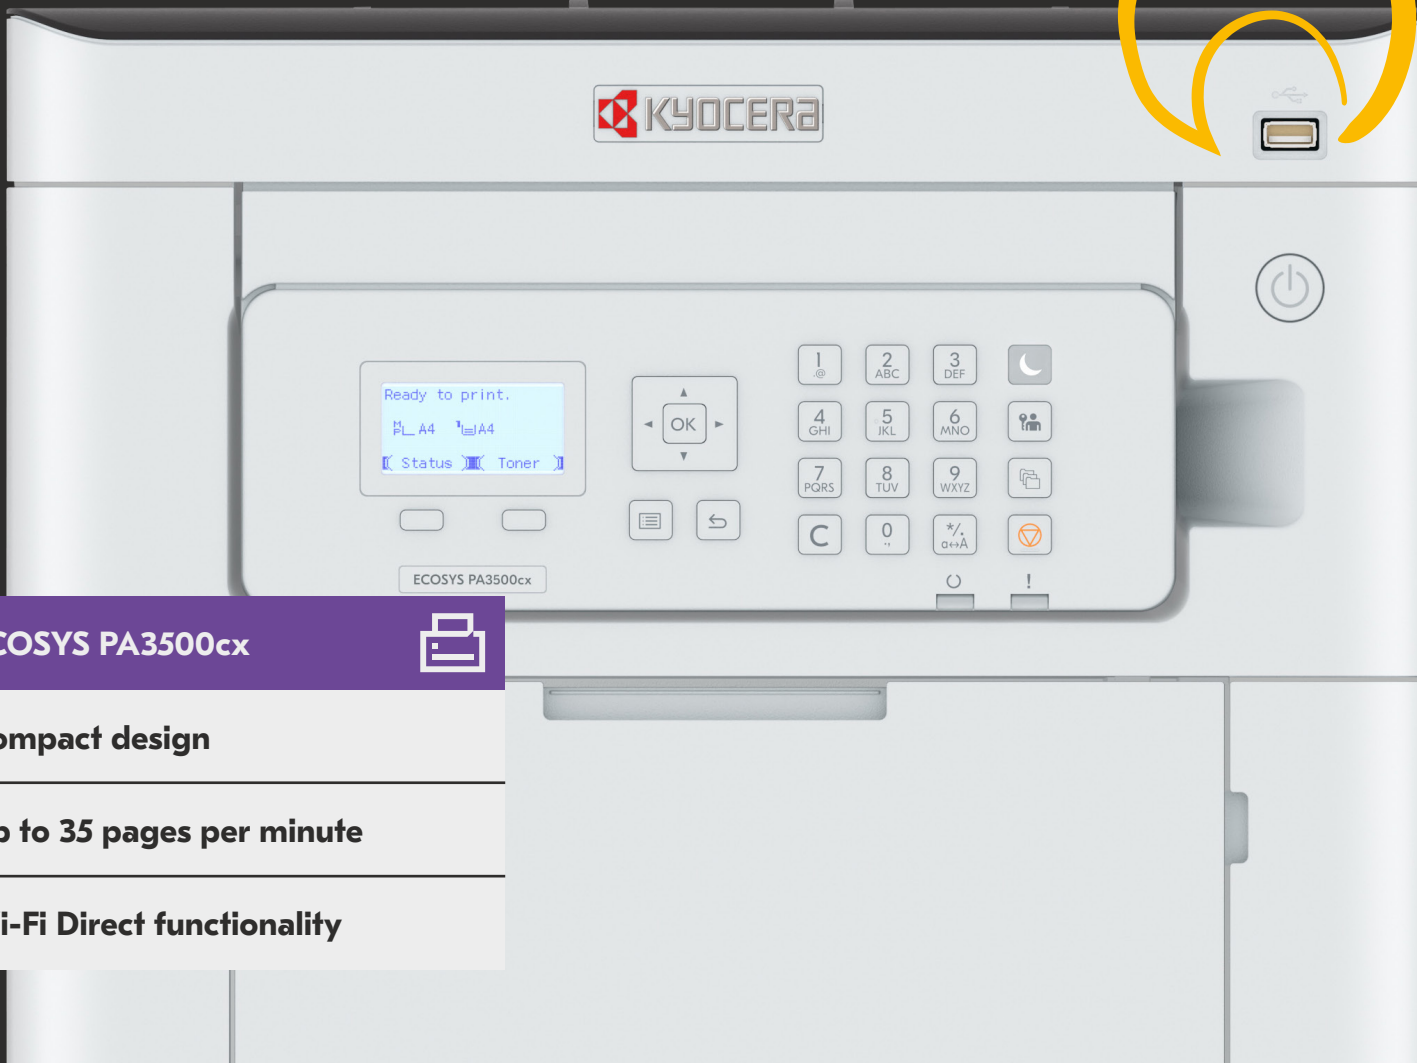 KYOCERA
Ready to print.
MP A4 1 A4
Status Toner
OK
1 .@
2 ABC
3 DEF
4 GHI
5 JKL
6 MNO
7 PQRS
8 TUV
9 WXYZ
C
0 .,
*/. a↔A
!
ECOSYS PA3500cx
COSYS PA3500cx
ompact design
p to 35 pages per minute
i-Fi Direct functionality